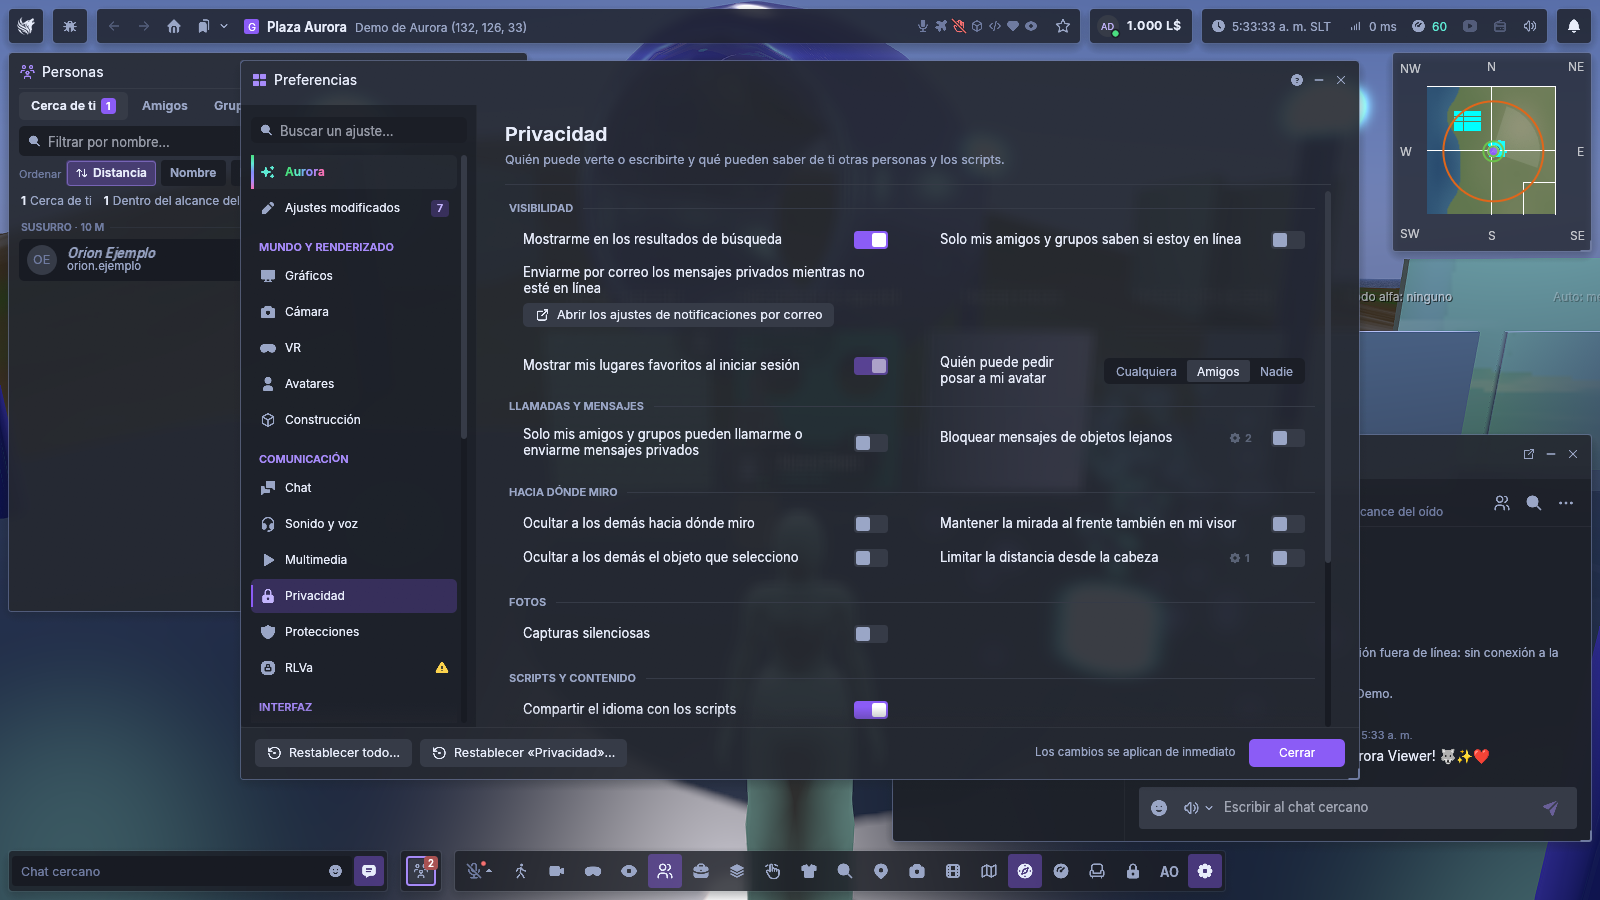 Plaza Aurora
Demo de Aurora (132, 126, 33)
AD
1.000 L$
5:33:33 a. m. SLT
0 ms
60
Personas
Cerca de ti 1
Amigos
Filtrar por nombre...
Ordenar
Distancia
Nombre
1 Cerca de ti
1 Dentro del alcance del
SUSURRO · 10 M
OE
Orion Ejemplo
orion.ejemplo
Preferencias
Buscar un ajuste...
Aurora
Ajustes modificados
7
MUNDO Y RENDERIZADO
Gráficos
Cámara
VR
Avatares
Construcción
COMUNICACIÓN
Chat
Sonido y voz
Multimedia
Privacidad
Protecciones
RLVa
INTERFAZ
Privacidad
Quién puede verte o escribirte y qué pueden saber de ti otras personas y los scripts.
VISIBILIDAD
Mostrarme en los resultados de búsqueda
Solo mis amigos y grupos saben si estoy en línea
Enviarme por correo los mensajes privados mientras no
esté en línea
Abrir los ajustes de notificaciones por correo
Mostrar mis lugares favoritos al iniciar sesión
Quién puede pedir
posar a mi avatar
Cualquiera
Amigos
Nadie
LLAMADAS Y MENSAJES
Solo mis amigos y grupos pueden llamarme o
enviarme mensajes privados
Bloquear mensajes de objetos lejanos
2
HACIA DÓNDE MIRO
Ocultar a los demás hacia dónde miro
Mantener la mirada al frente también en mi visor
Ocultar a los demás el objeto que selecciono
Limitar la distancia desde la cabeza
1
FOTOS
Capturas silenciosas
SCRIPTS Y CONTENIDO
Compartir el idioma con los scripts
Restablecer todo...
Restablecer «Privacidad»...
Los cambios se aplican de inmediato
Cerrar
NW
N
NE
W
E
SW
S
SE
do alfa: ninguno
Auto:
cance del oído
ión fuera de línea: sin conexión a la
Demo.
5:33 a. m.
rora Viewer! 🐺✨❤️
Escribir al chat cercano
Chat cercano
2
AO